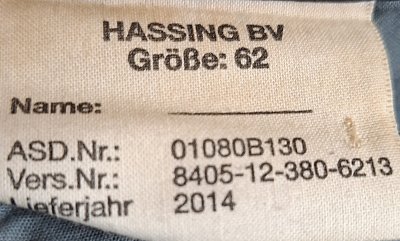 HASSING BV
Größe: 62
Name:
ASD.Nr.: 01080B130
Vers.Nr.: 8405-12-380-6213
Lieferjahr 2014